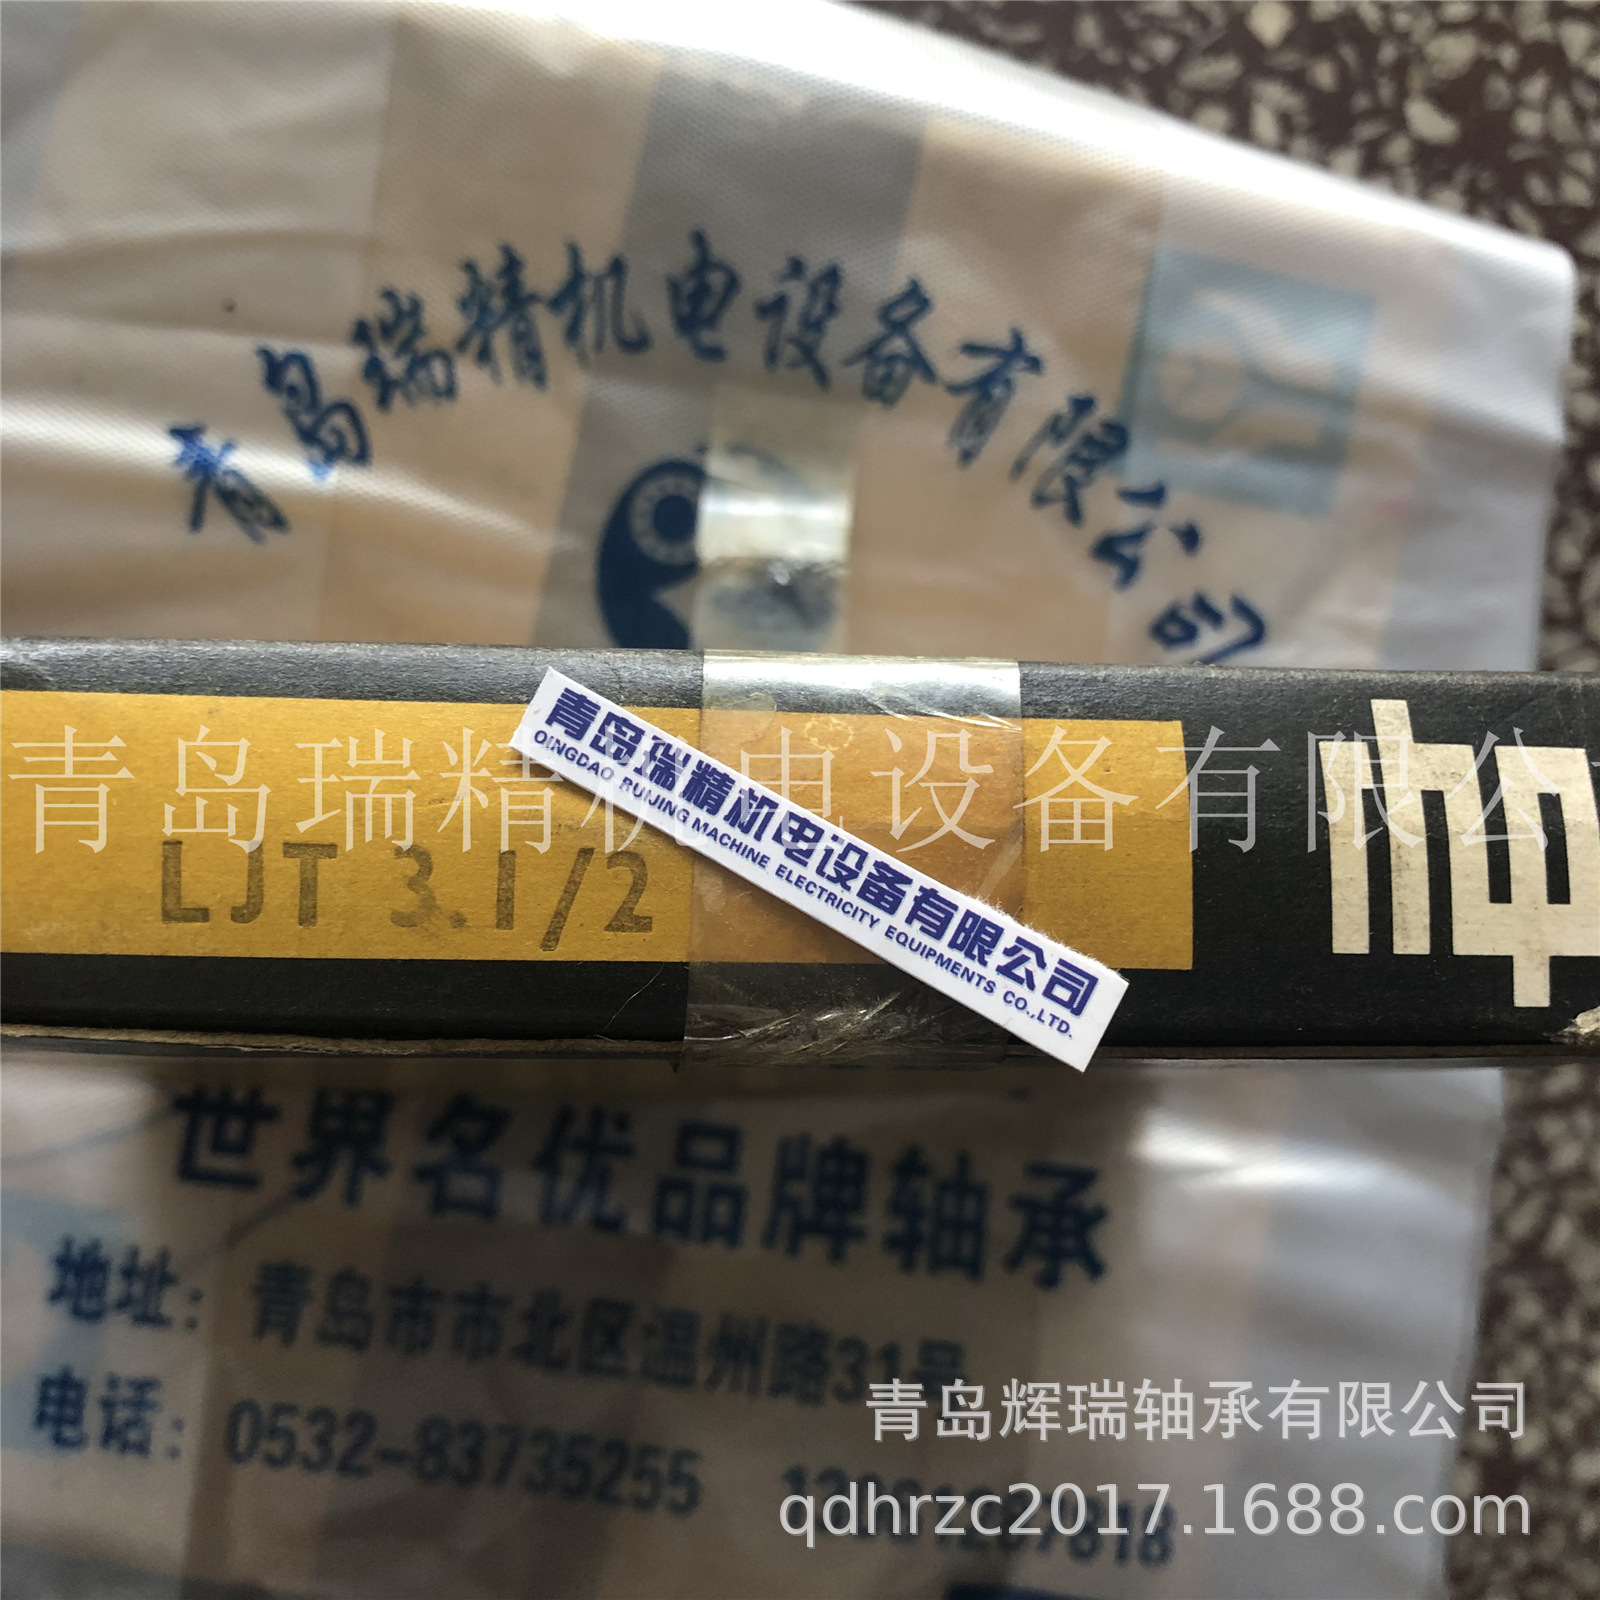 青岛瑞精机电设备有限公司
青岛瑞精机电设备有限公
LJT 3.1/2
青岛瑞精机电设备有限公司
QINGDAO RUIJING MACHINE ELECTRICITY EQUIPMENTS CO.,LTD.
世界名优品牌轴承
地址：青岛市市北区温州路31号
电话：0532-83735255
青岛辉瑞轴承有限公司
qdhrzc2017.1688.com